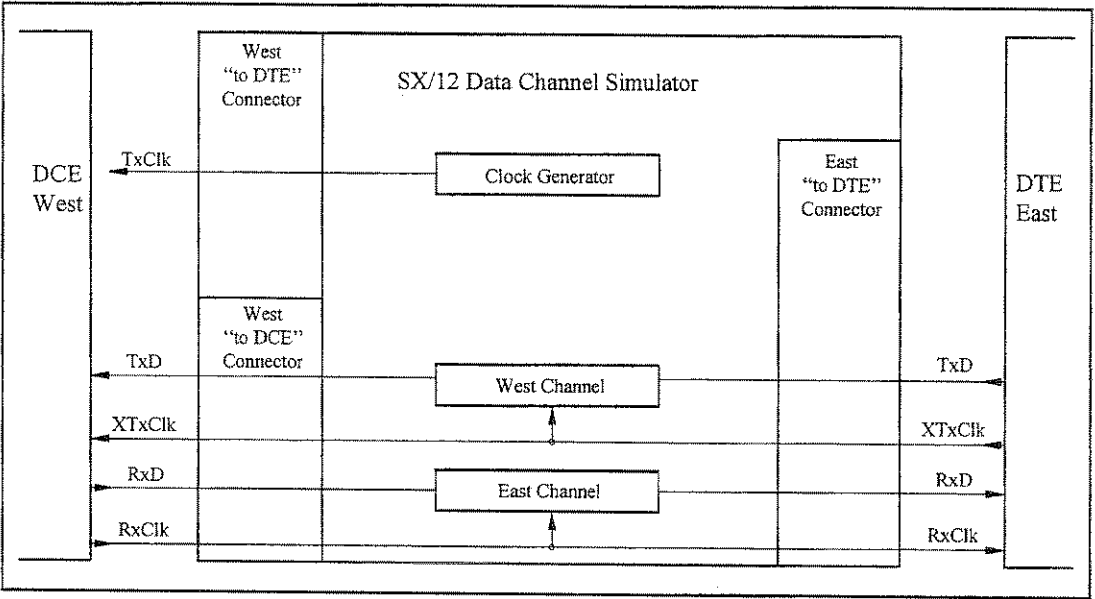 West
“to DTE”
Connector
SX/12 Data Channel Simulator
TxClk
Clock Generator
East
“to DTE”
Connector
DCE
West
DTE
East
West
“to DCE”
Connector
TxD
West Channel
TxD
XTxClk
XTxClk
RxD
East Channel
RxD
RxClk
RxClk